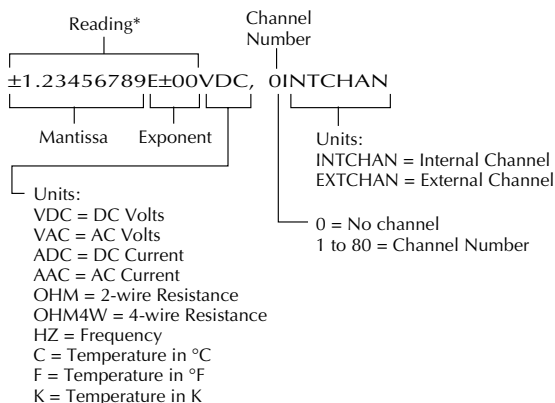 Reading*
Channel
Number
±1.23456789E±00VDC, 0INTCHAN
Mantissa
Exponent
Units:
INTCHAN = Internal Channel
EXTCHAN = External Channel
0 = No channel
1 to 80 = Channel Number
Units:
VDC = DC Volts
VAC = AC Volts
ADC = DC Current
AAC = AC Current
OHM = 2-wire Resistance
OHM4W = 4-wire Resistance
HZ = Frequency
C = Temperature in °C
F = Temperature in °F
K = Temperature in K